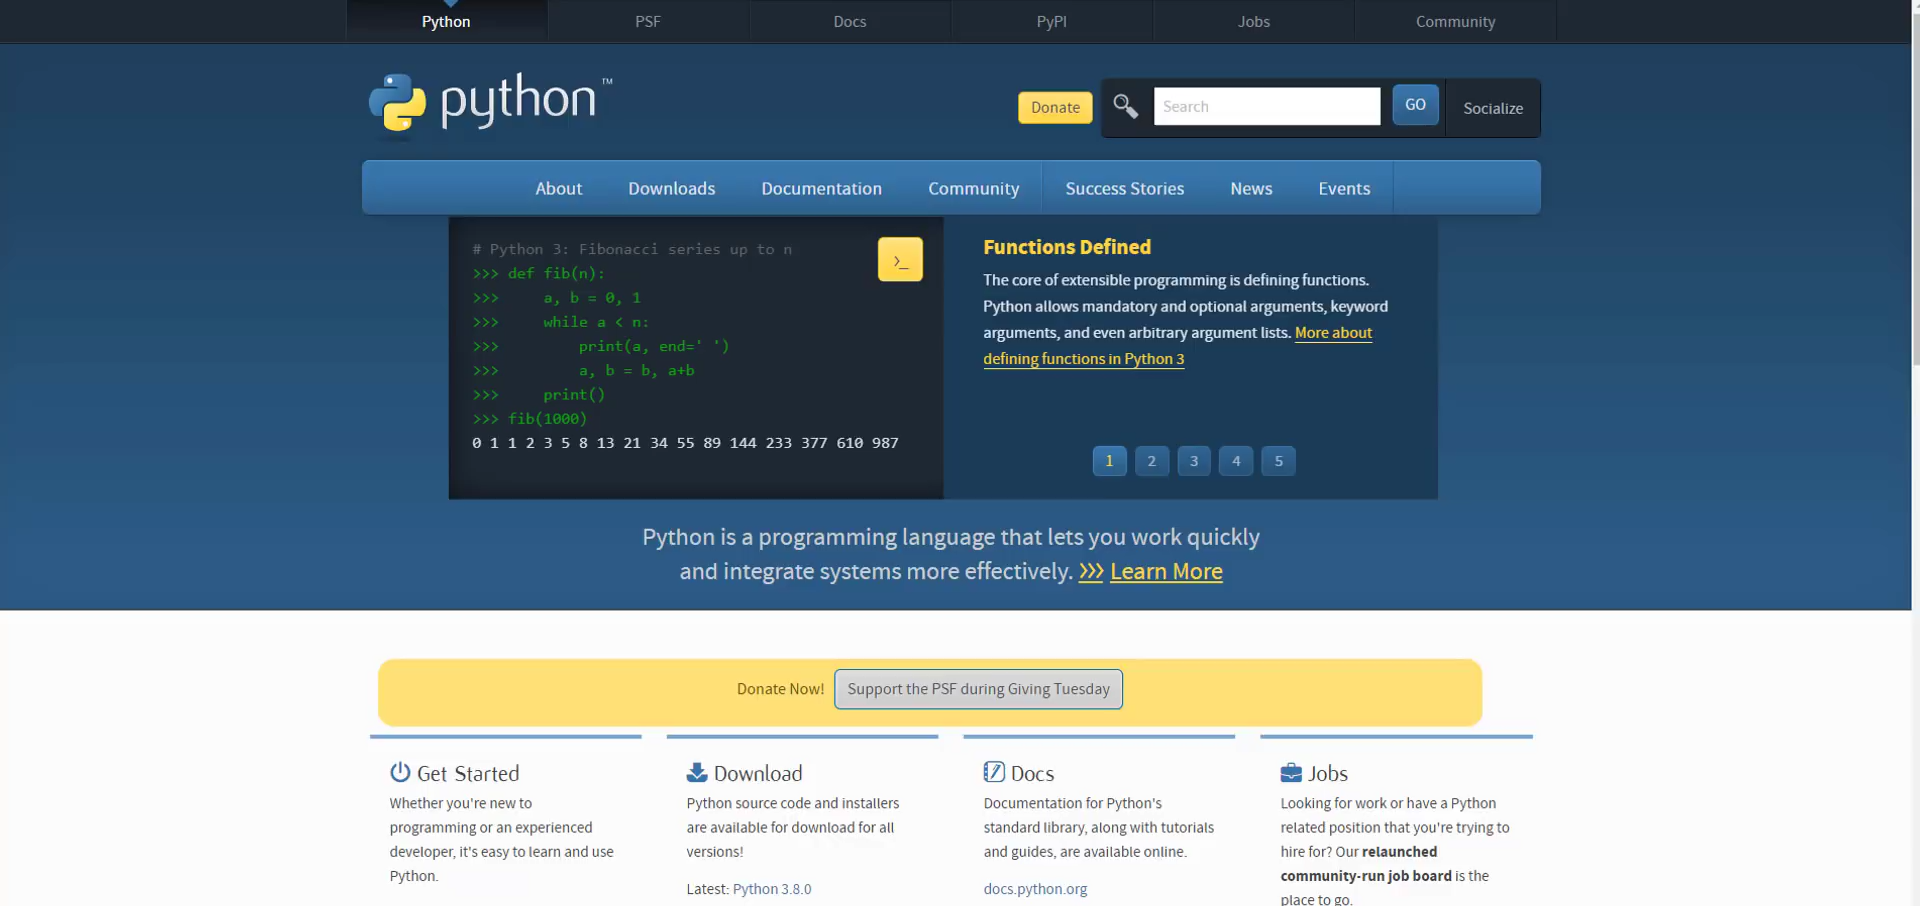 Python PSF Docs PyPI Jobs Community
python™
Donate Search GO Socialize
About Downloads Documentation Community Success Stories News Events
# Python 3: Fibonacci series up to n
>>> def fib(n):
>>>     a, b = 0, 1
>>>     while a < n:
>>>         print(a, end=' ')
>>>         a, b = b, a+b
>>>     print()
>>> fib(1000)
0 1 1 2 3 5 8 13 21 34 55 89 144 233 377 610 987
>_
Functions Defined
The core of extensible programming is defining functions.
Python allows mandatory and optional arguments, keyword
arguments, and even arbitrary argument lists. More about
defining functions in Python 3
1 2 3 4 5
Python is a programming language that lets you work quickly
and integrate systems more effectively. >>> Learn More
Donate Now! Support the PSF during Giving Tuesday
Get Started
Whether you're new to
programming or an experienced
developer, it's easy to learn and use
Python.
Download
Python source code and installers
are available for download for all
versions!
Latest: Python 3.8.0
Docs
Documentation for Python's
standard library, along with tutorials
and guides, are available online.
docs.python.org
Jobs
Looking for work or have a Python
related position that you're trying to
hire for? Our relaunched
community-run job board is the
place to go.